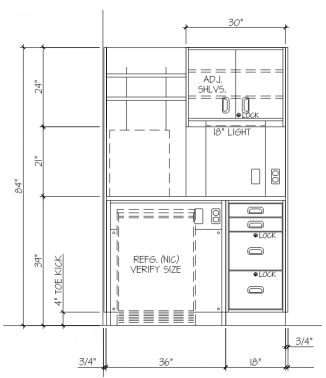 30"
24"
ADJ.
SHLVS.
LOCK
18" LIGHT
21"
84"
34"
4" TOE KICK
REFG. (NIC)
VERIFY SIZE
LOCK
LOCK
3/4"
3/4"
36"
18"